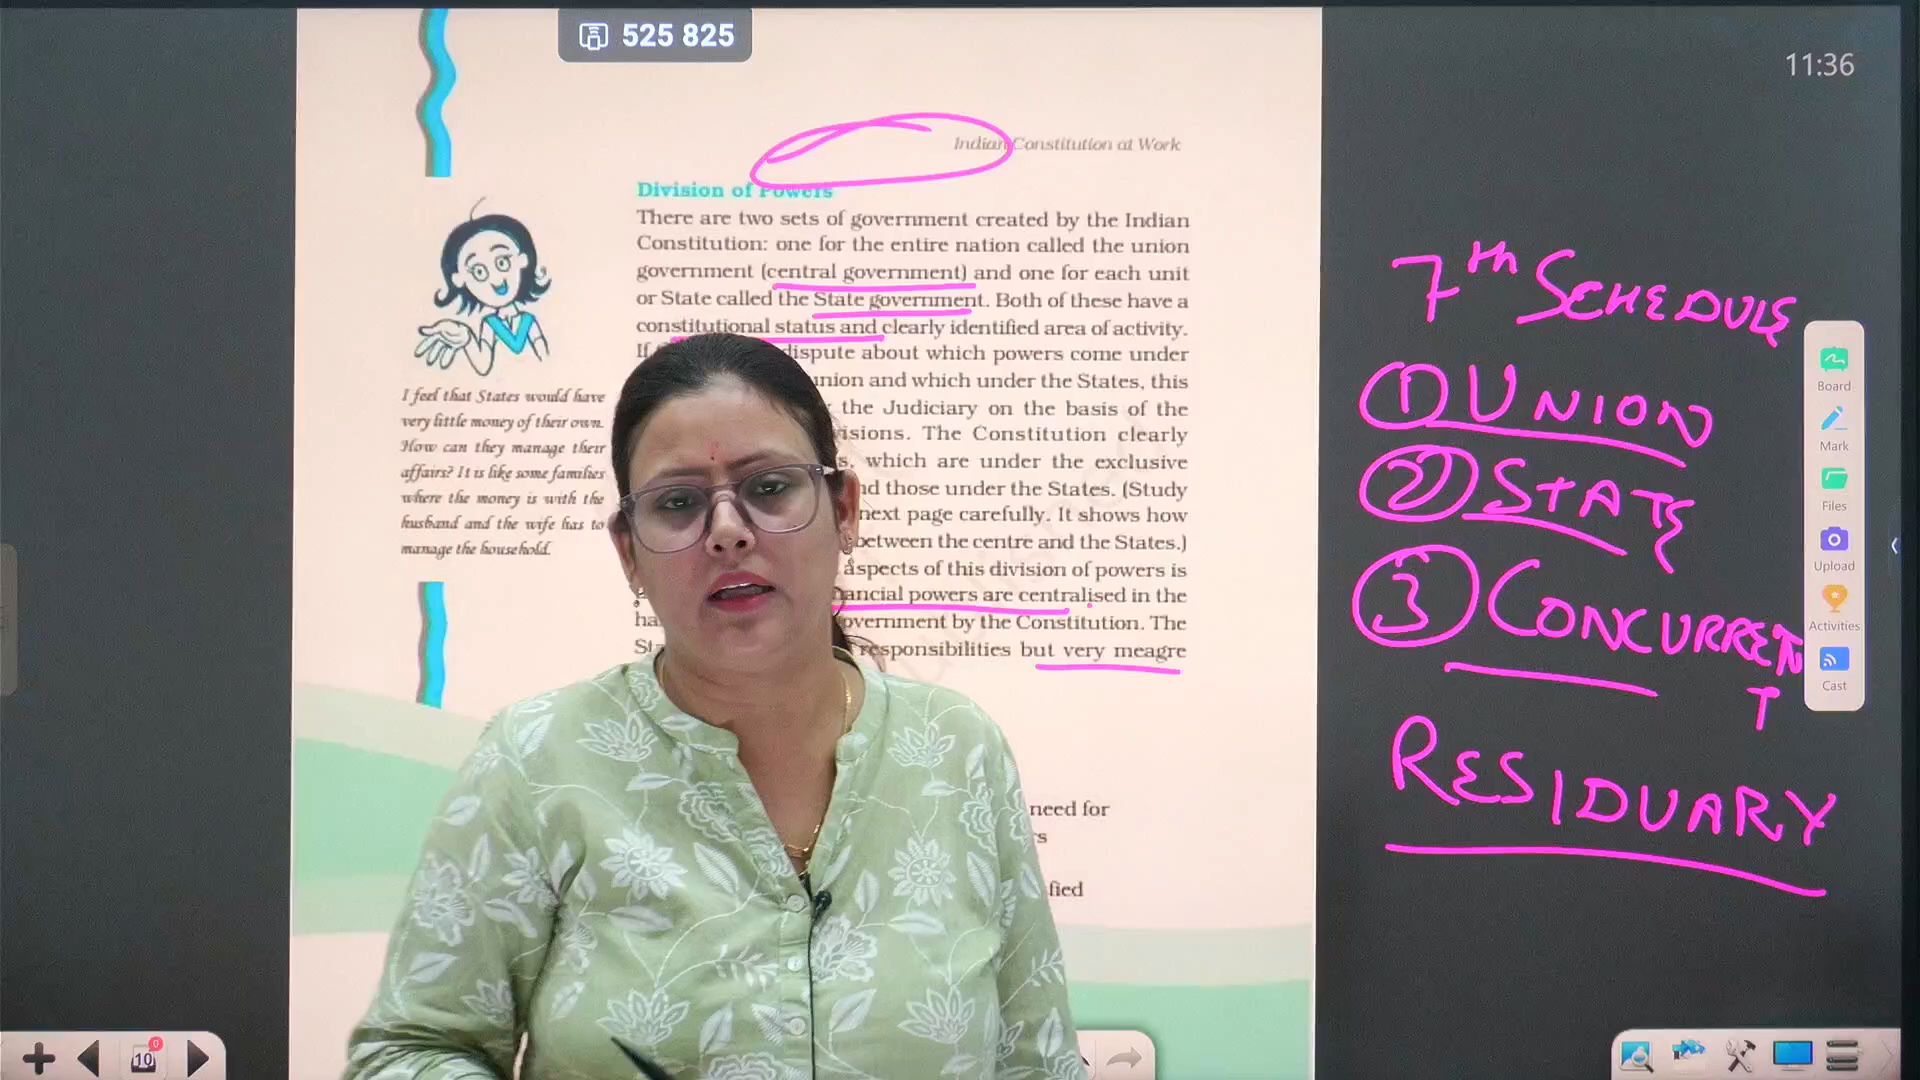 525 825
11:36
Indian Constitution at Work
Division of Powers
There are two sets of government created by the Indian
Constitution: one for the entire nation called the union
government (central government) and one for each unit
or State called the State government. Both of these have a
constitutional status and clearly identified area of activity.
If dispute about which powers come under
union and which under the States, this
the Judiciary on the basis of the
The Constitution clearly
which are under the exclusive
those under the States. (Study
next page carefully. It shows how
between the centre and the States.)
aspects of this division of powers is
powers are centralised in the
government by the Constitution. The
responsibilities but very meagre
need for
I feel that States would have
very little money of their own.
How can they manage their
affairs? It is like some families
where the money is with the
husband and the wife has to
manage the household.
7th SCHEDULE
① UNION
② STATE
③ CONCURRENT
RESIDUARY
Board
Mark
Files
Upload
Activities
Cast
10
0